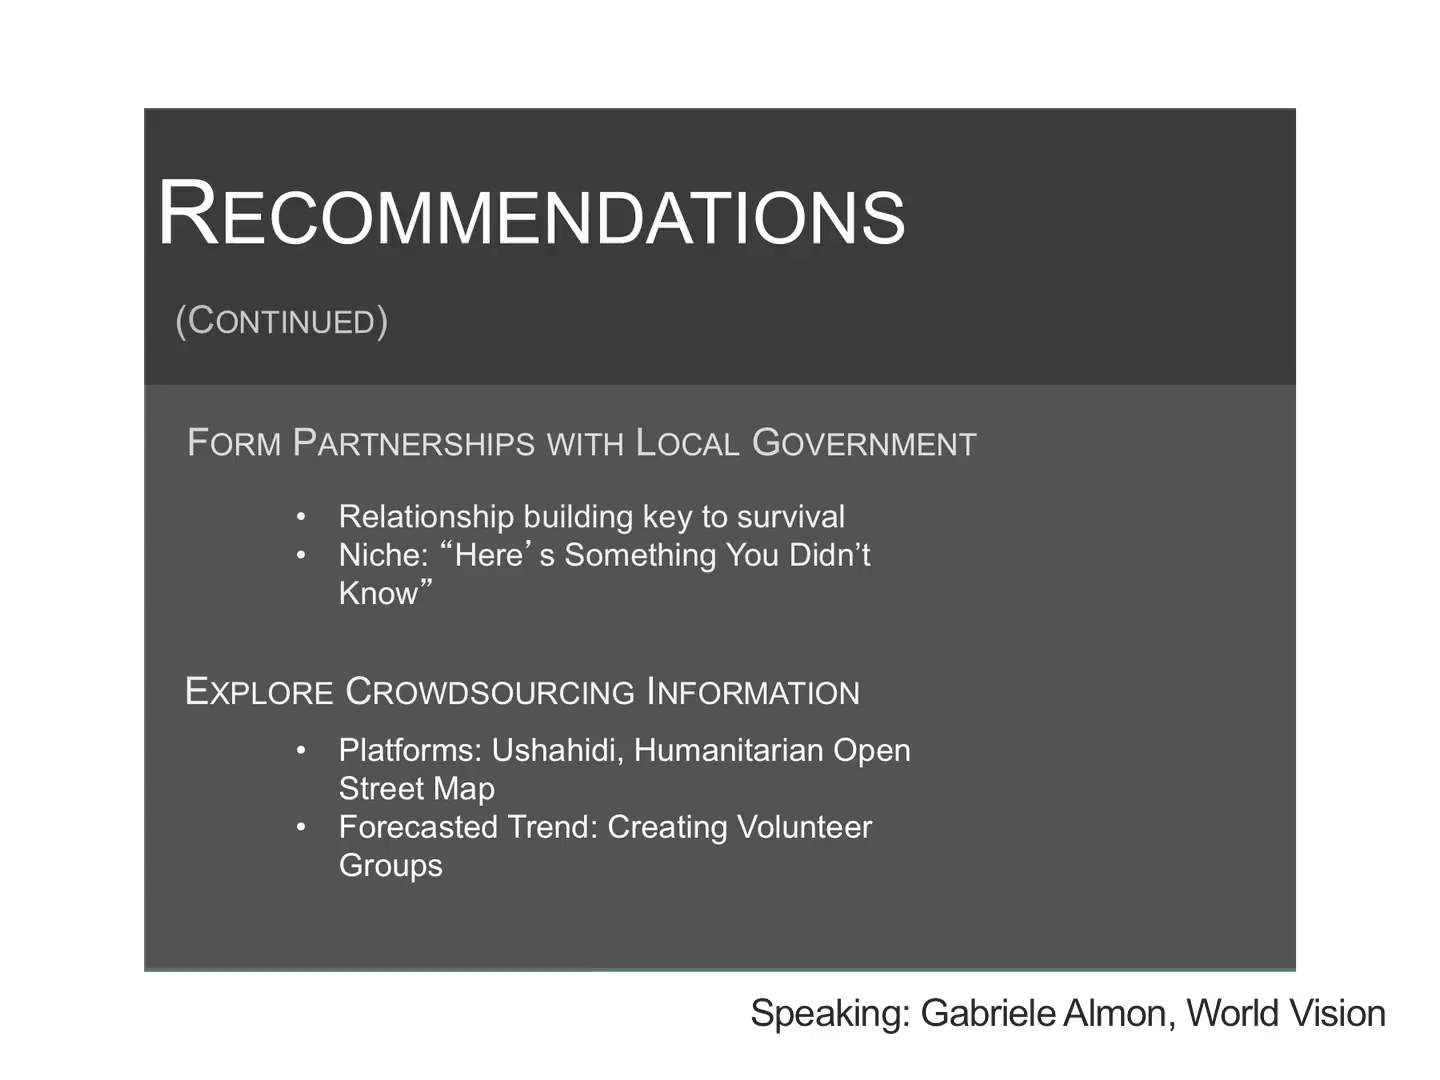 RECOMMENDATIONS
(CONTINUED)
FORM PARTNERSHIPS WITH LOCAL GOVERNMENT
• Relationship building key to survival
• Niche: “Here’s Something You Didn’t
Know”
EXPLORE CROWDSOURCING INFORMATION
• Platforms: Ushahidi, Humanitarian Open
Street Map
• Forecasted Trend: Creating Volunteer
Groups
Speaking: Gabriele Almon, World Vision